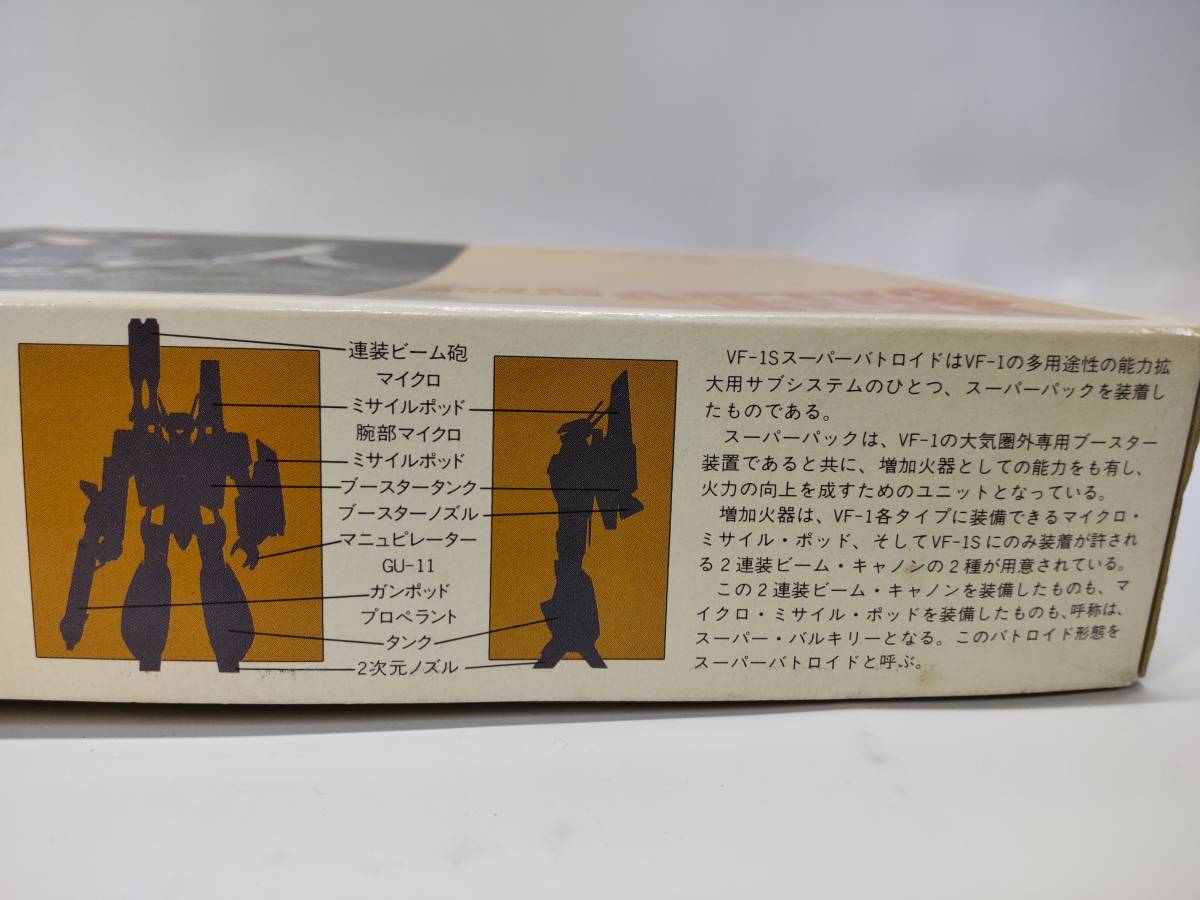 連装ビーム砲
マイクロ
ミサイルポッド
腕部マイクロ
ミサイルポッド
ブースタータンク
ブースターノズル
マニュピレーター
GU-11
ガンポッド
プロペラント
タンク
2次元ノズル
VF-1SスーパーバトロイドはVF-1の多用途性の能力拡
大用サブシステムのひとつ、スーパーパックを装着し
たものである。
スーパーパックは、VF-1の大気圏外専用ブースター
装置であると共に、増加火器としての能力をも有し、
火力の向上を成すためのユニットとなっている。
増加火器は、VF-1各タイプに装備できるマイクロ・
ミサイル・ポッド、そしてVF-1Sにのみ装着が許され
る2連装ビーム・キャノンの2種が用意されている。
この2連装ビーム・キャノンを装備したものも、マ
イクロ・ミサイル・ポッドを装備したものも、呼称は、
スーパー・バルキリーとなる。このバトロイド形態を
スーパーバトロイドと呼ぶ。